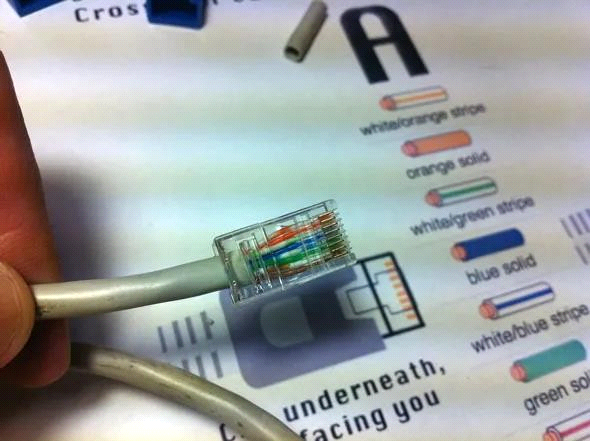 Cros
A
white/orange stripe
orange solid
white/green stripe
blue solid
white/blue stripe
green soli
underneath,
facing you